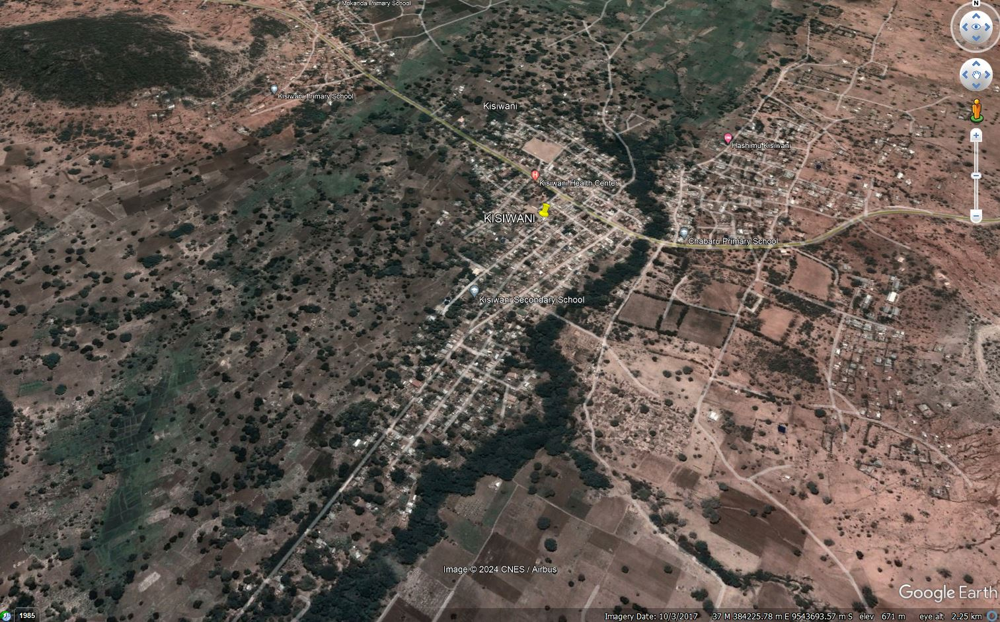 Mokanda Primary School
N
Kisiwani Primary School
Kisiwani
Hashimu Kisiwani
H
Kisiwani Health Center
KISIWANI
Chabaru Primary School
Kisiwani Secondary School
Image © 2024 CNES / Airbus
Google Earth
1985
Imagery Date: 10/3/2017 37 M 384225.78 m E 9543693.57 m S elev 671 m eye alt 2.25 km